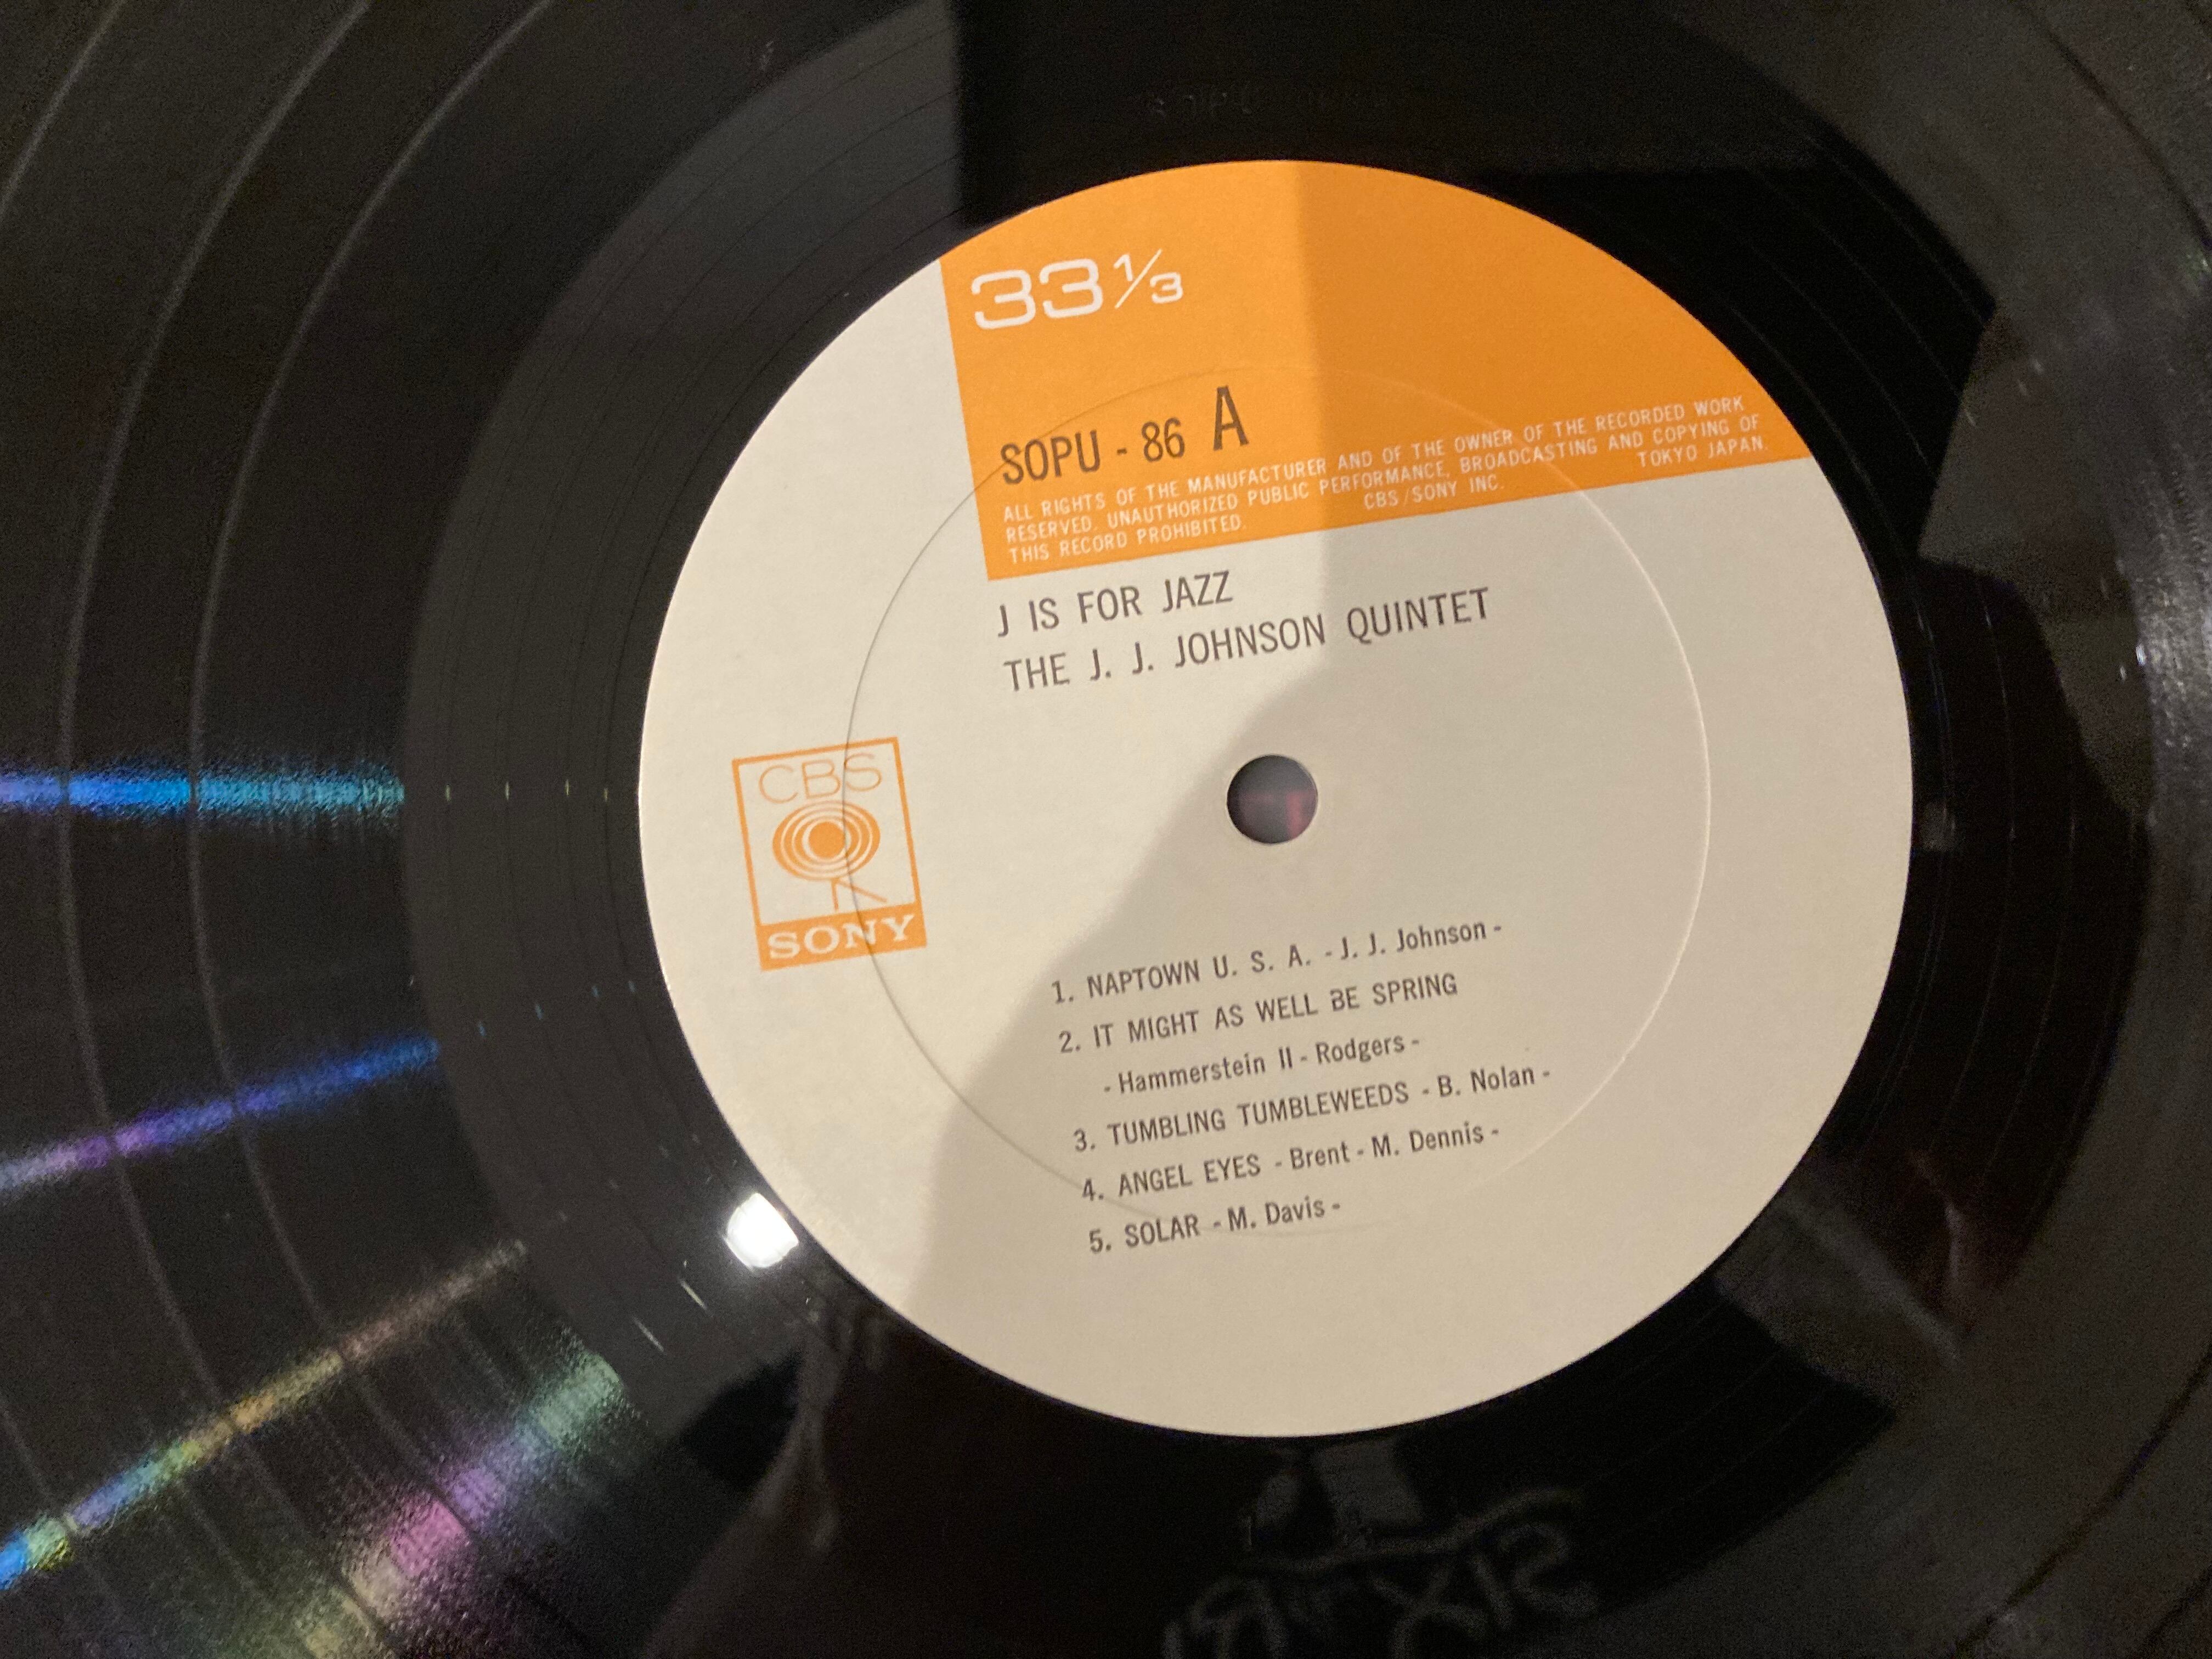 33 1/3
SOPU - 86 A
ALL RIGHTS OF THE MANUFACTURER AND OF THE OWNER OF THE RECORDED WORK
RESERVED. UNAUTHORIZED PUBLIC PERFORMANCE, BROADCASTING AND COPYING OF
THIS RECORD PROHIBITED. CBS/SONY INC. TOKYO JAPAN.
J IS FOR JAZZ
THE J. J. JOHNSON QUINTET
CBS
SONY
1. NAPTOWN U. S. A. - J. J. Johnson -
2. IT MIGHT AS WELL BE SPRING
- Hammerstein II - Rodgers -
3. TUMBLING TUMBLEWEEDS - B. Nolan -
4. ANGEL EYES - Brent - M. Dennis -
5. SOLAR - M. Davis -